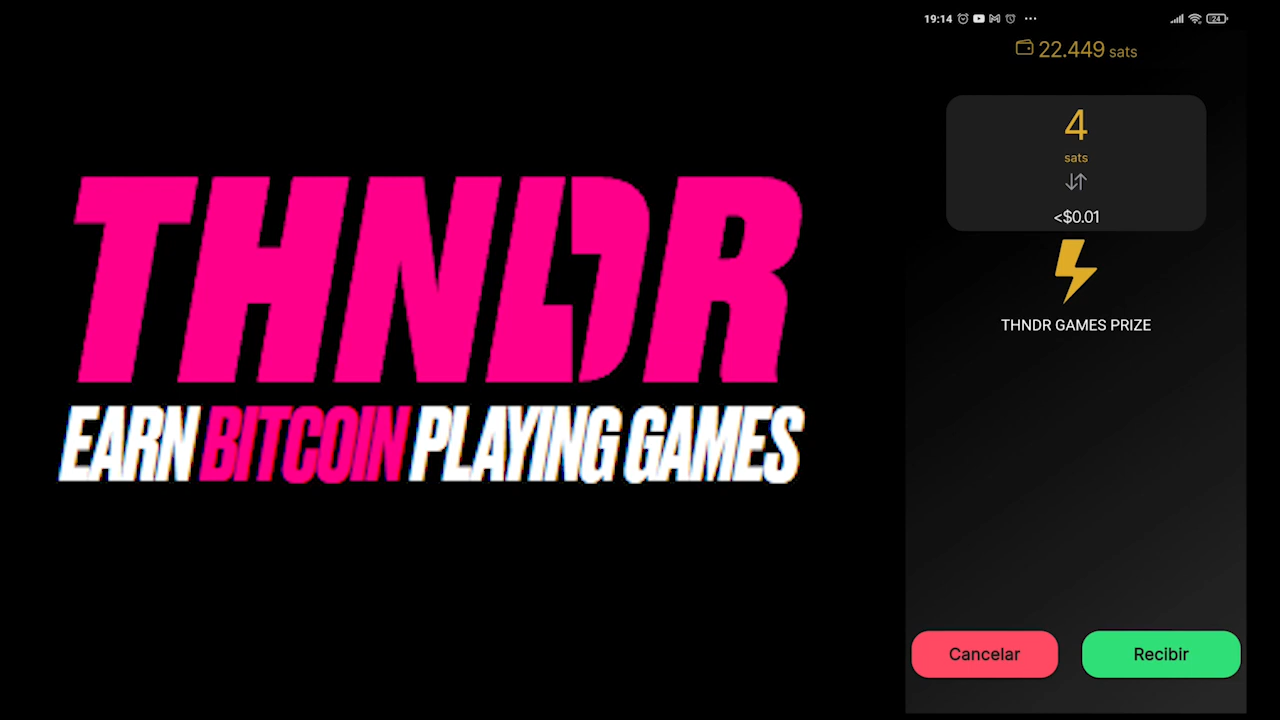 THNDR
EARN BITCOIN PLAYING GAMES
19:14
24
22.449 sats
4
sats
<$0.01
THNDR GAMES PRIZE
Cancelar
Recibir